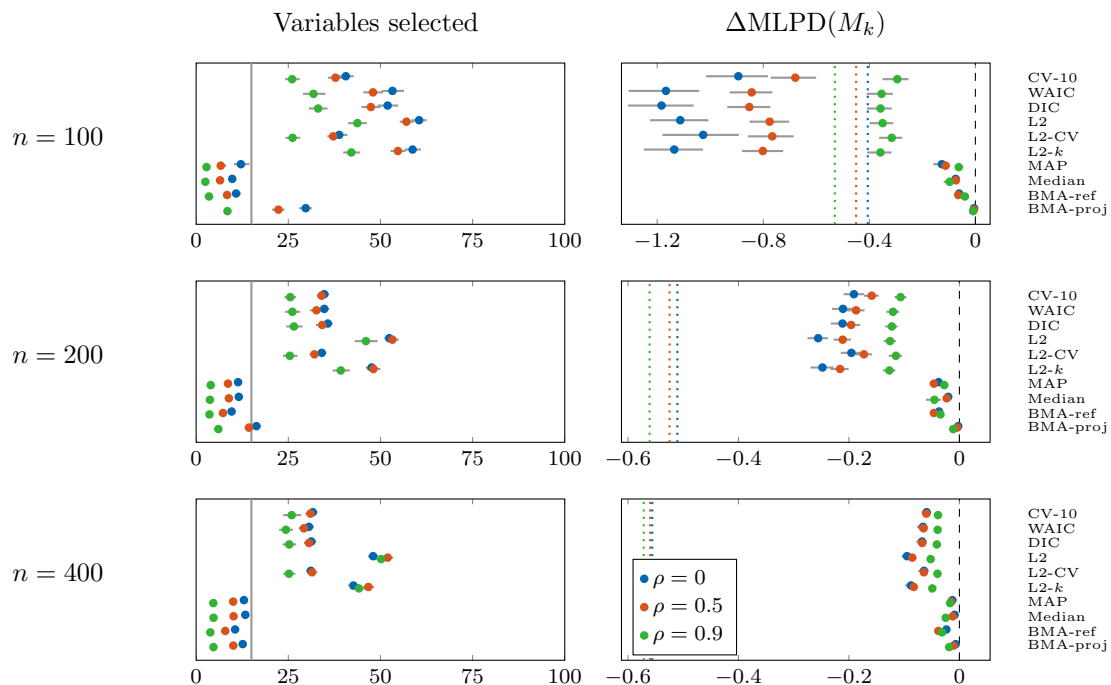 Variables selected
ΔMLPD(M_k)
n = 100
CV-10
WAIC
DIC
L2
L2-CV
L2-k
MAP
Median
BMA-ref
BMA-proj
0 25 50 75 100
−1.2 −0.8 −0.4 0
n = 200
CV-10
WAIC
DIC
L2
L2-CV
L2-k
MAP
Median
BMA-ref
BMA-proj
0 25 50 75 100
−0.6 −0.4 −0.2 0
n = 400
ρ = 0
ρ = 0.5
ρ = 0.9
CV-10
WAIC
DIC
L2
L2-CV
L2-k
MAP
Median
BMA-ref
BMA-proj
0 25 50 75 100
−0.6 −0.4 −0.2 0